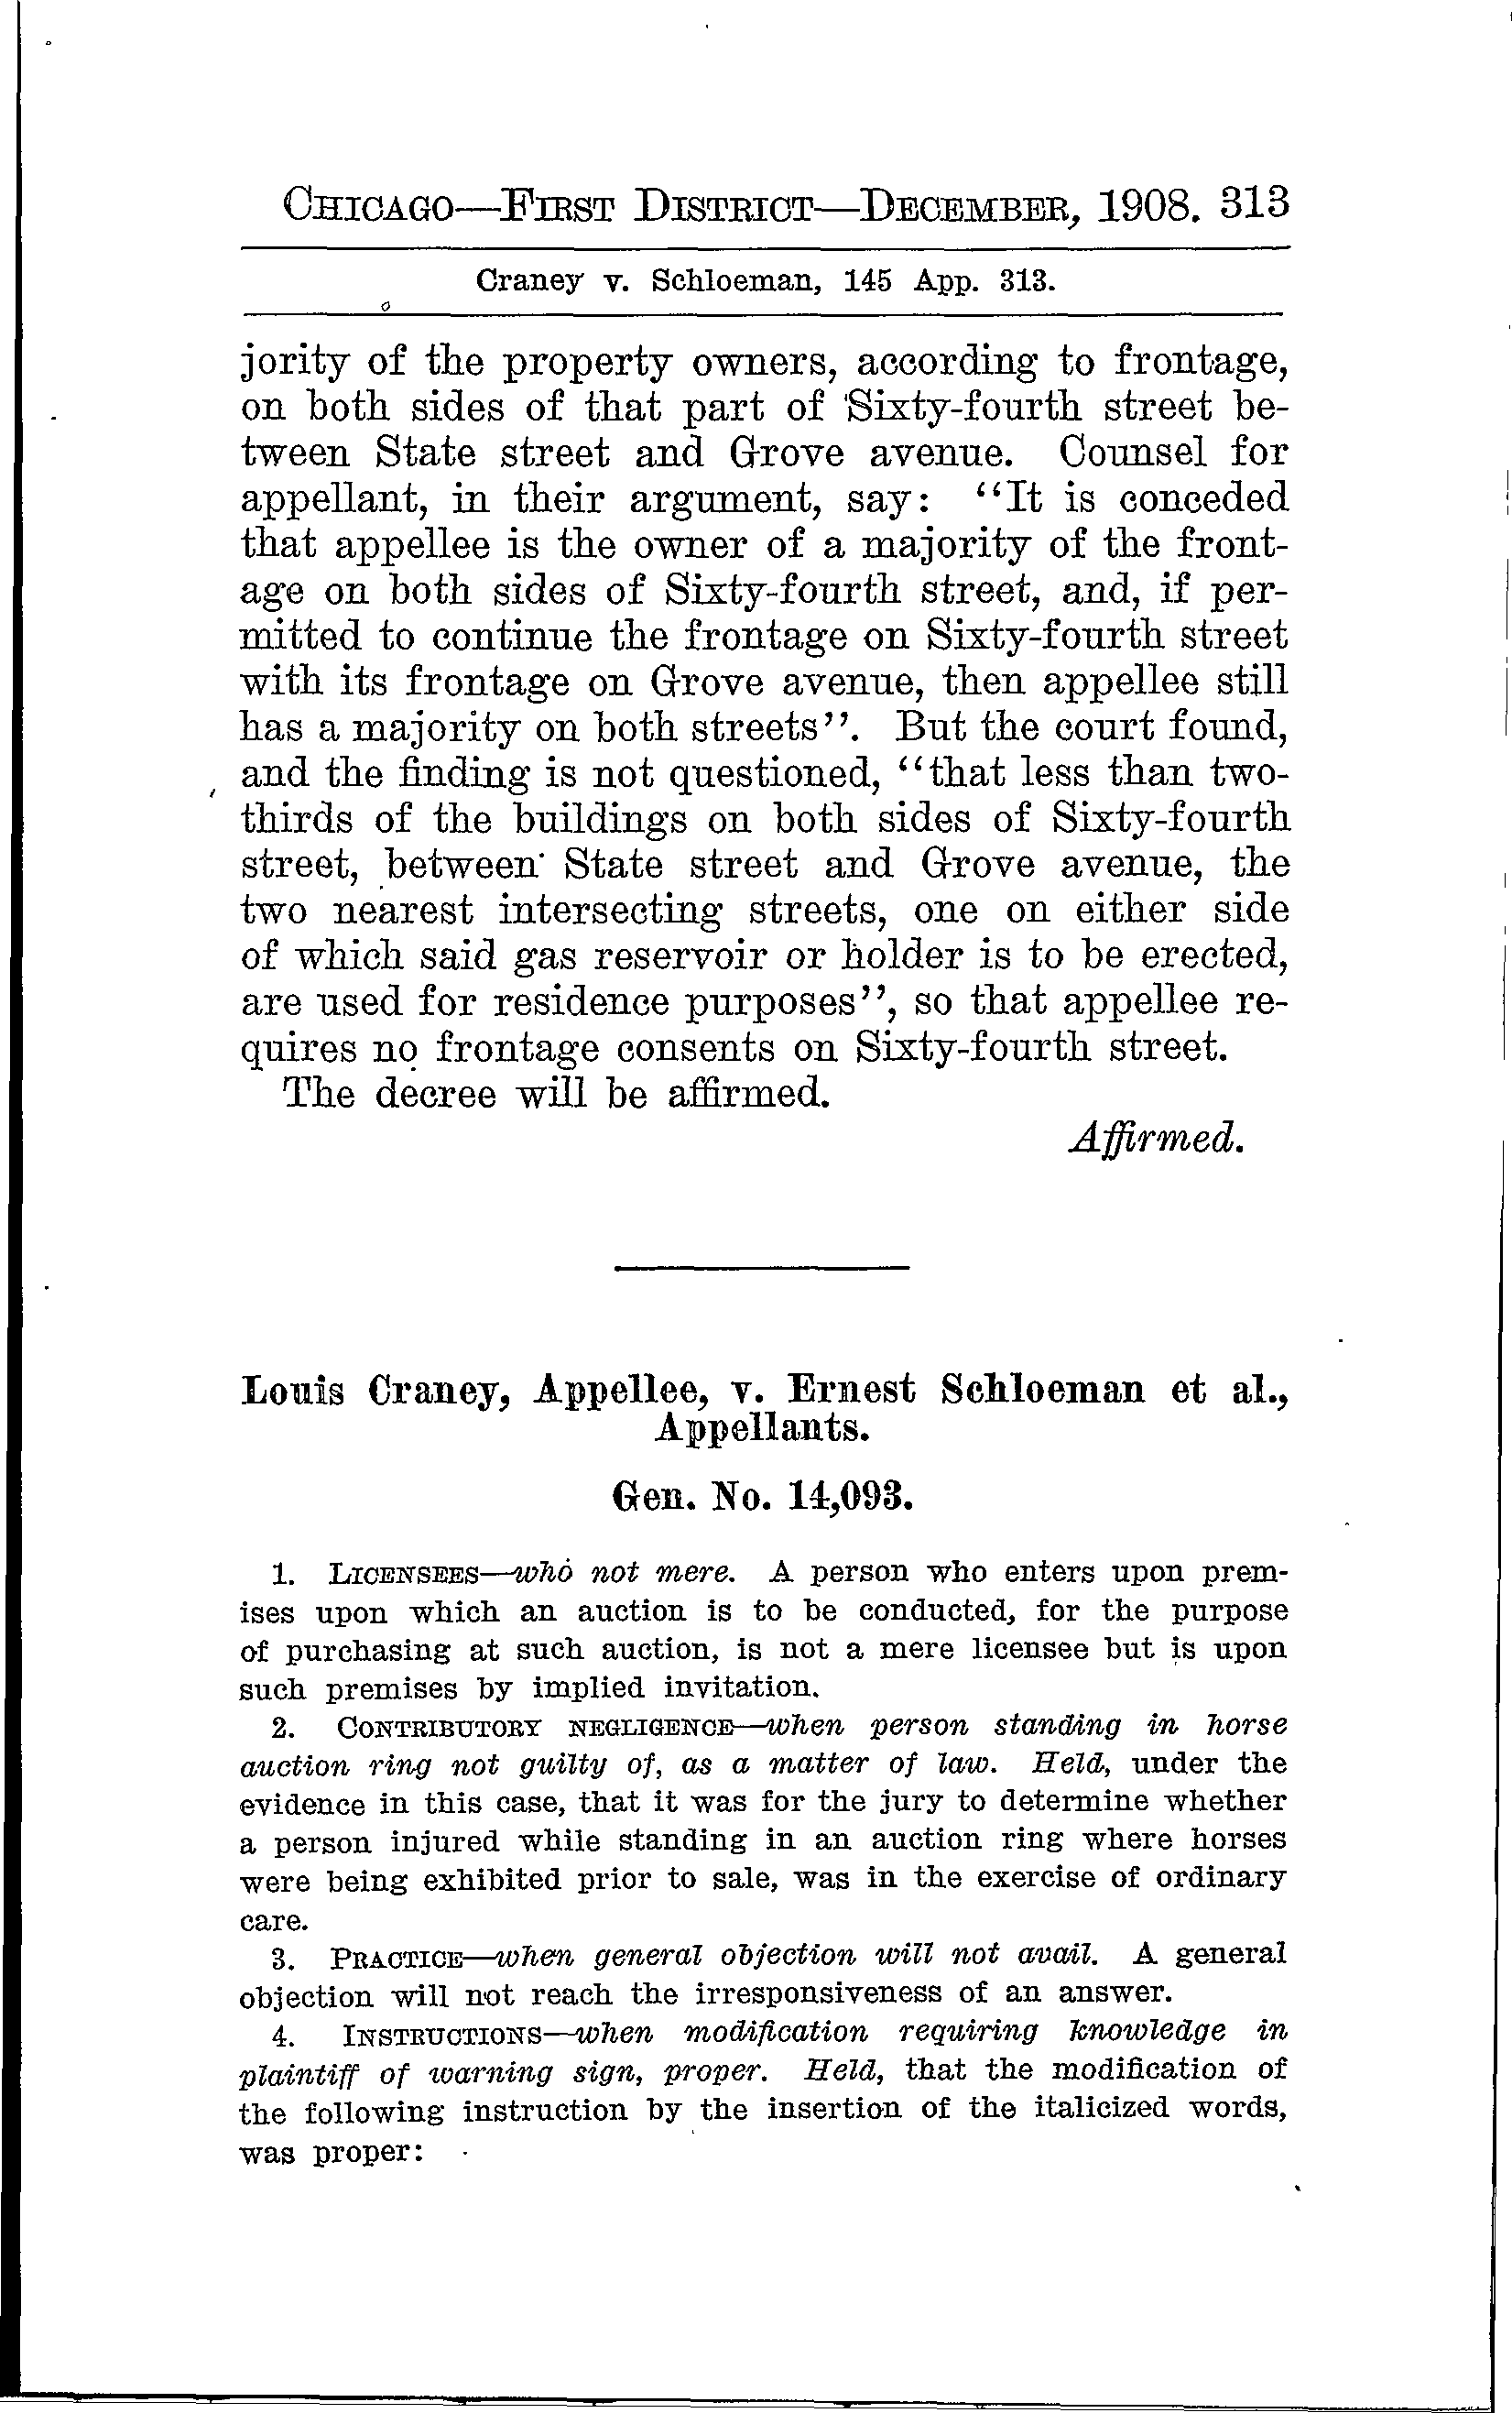 CHICAGO—FIRST DISTRICT—DECEMBER, 1908. 313
Craney v. Schloeman, 145 App. 313.
jority of the property owners, according to frontage,
on both sides of that part of Sixty-fourth street be-
tween State street and Grove avenue. Counsel for
appellant, in their argument, say: "It is conceded
that appellee is the owner of a majority of the front-
age on both sides of Sixty-fourth street, and, if per-
mitted to continue the frontage on Sixty-fourth street
with its frontage on Grove avenue, then appellee still
has a majority on both streets". But the court found,
and the finding is not questioned, "that less than two-
thirds of the buildings on both sides of Sixty-fourth
street, between State street and Grove avenue, the
two nearest intersecting streets, one on either side
of which said gas reservoir or holder is to be erected,
are used for residence purposes", so that appellee re-
quires no frontage consents on Sixty-fourth street.
The decree will be affirmed.
Affirmed.
Louis Craney, Appellee, v. Ernest Schloeman et al.,
Appellants.
Gen. No. 14,093.
1. LICENSEES—who not mere. A person who enters upon prem-
ises upon which an auction is to be conducted, for the purpose
of purchasing at such auction, is not a mere licensee but is upon
such premises by implied invitation.
2. CONTRIBUTORY NEGLIGENCE—when person standing in horse
auction ring not guilty of, as a matter of law. Held, under the
evidence in this case, that it was for the jury to determine whether
a person injured while standing in an auction ring where horses
were being exhibited prior to sale, was in the exercise of ordinary
care.
3. PRACTICE—when general objection will not avail. A general
objection will not reach the irresponsiveness of an answer.
4. INSTRUCTIONS—when modification requiring knowledge in
plaintiff of warning sign, proper. Held, that the modification of
the following instruction by the insertion of the italicized words,
was proper: